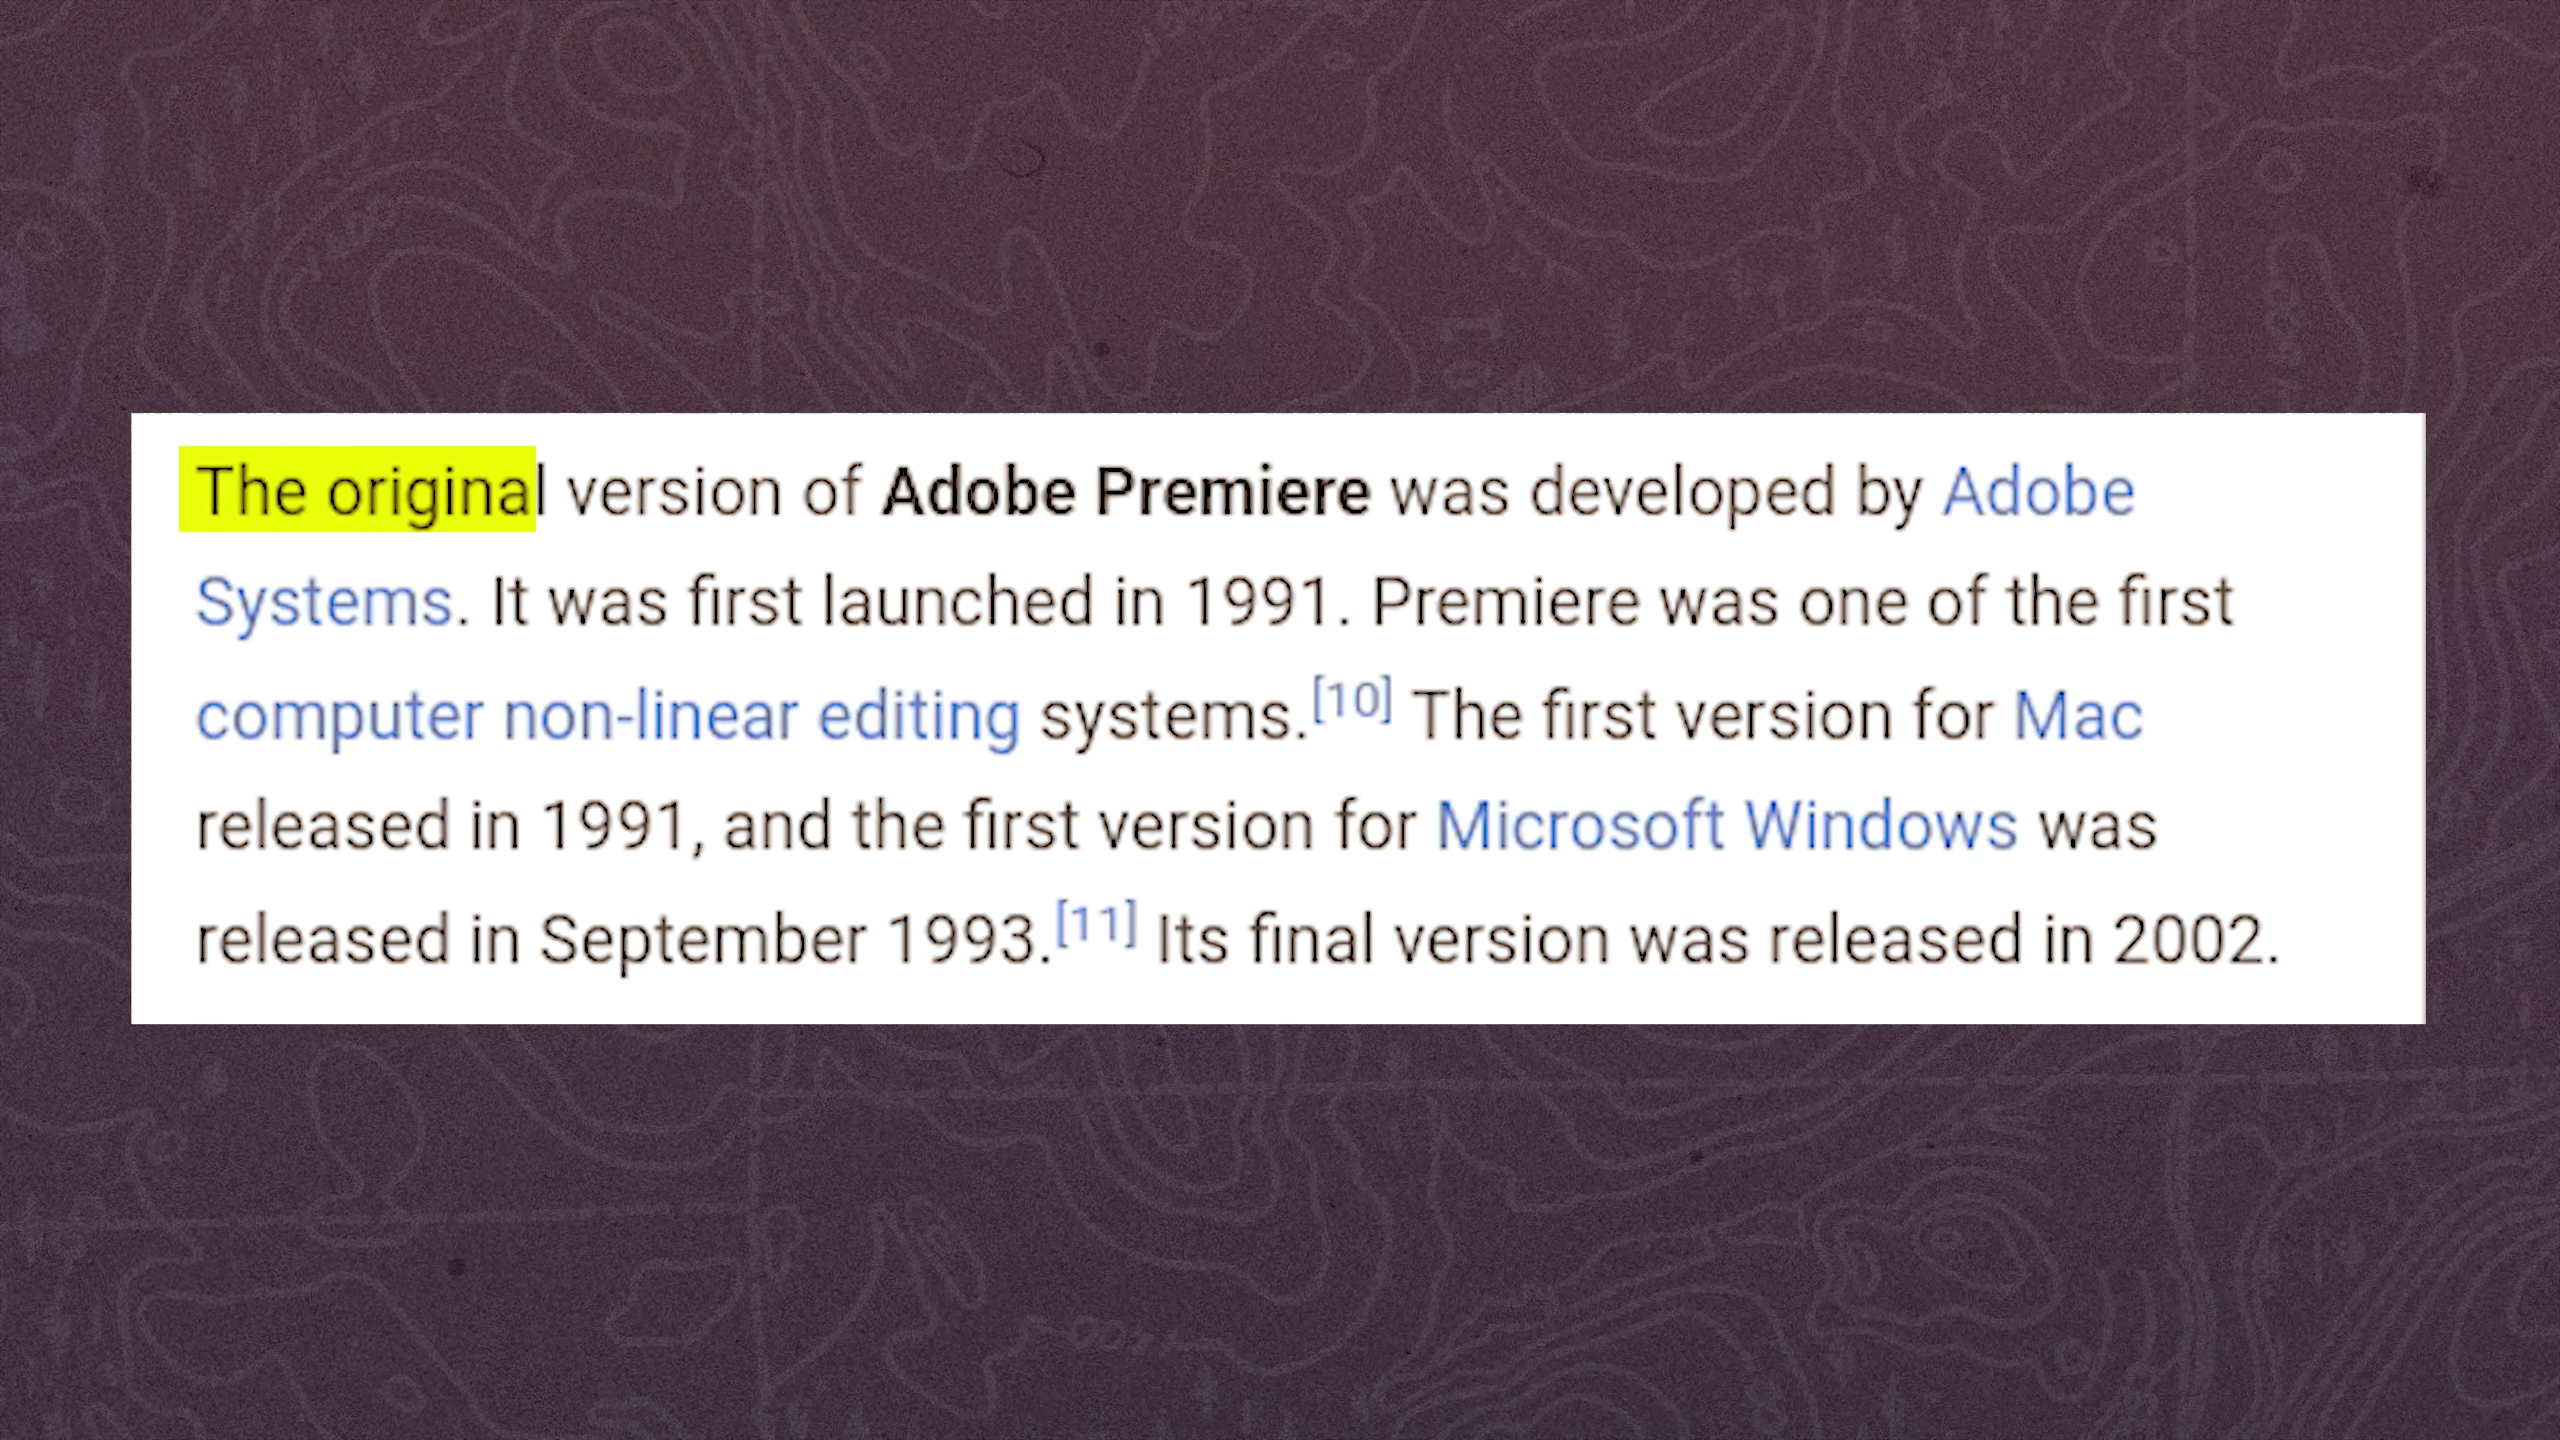 The original version of Adobe Premiere was developed by Adobe
Systems. It was first launched in 1991. Premiere was one of the first
computer non-linear editing systems.[10] The first version for Mac
released in 1991, and the first version for Microsoft Windows was
released in September 1993.[11] Its final version was released in 2002.